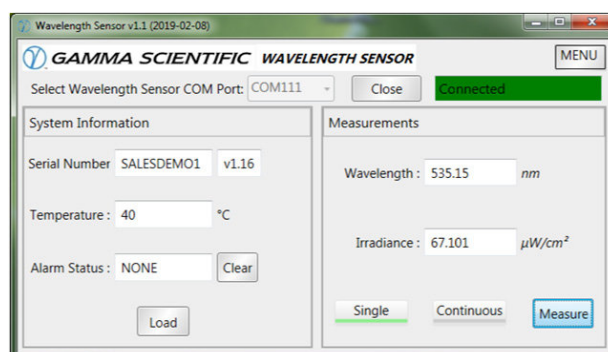 Wavelength Sensor v1.1 (2019-02-08)
GAMMA SCIENTIFIC WAVELENGTH SENSOR
MENU
Select Wavelength Sensor COM Port: COM111 Close Connected
System Information
Serial Number SALESDEMO1 v1.16
Temperature : 40 °C
Alarm Status : NONE Clear
Load
Measurements
Wavelength : 535.15 nm
Irradiance : 67.101 µW/cm²
Single Continuous Measure